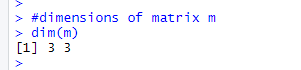 >
> #dimensions of matrix m
> dim(m)
[1] 3 3
>